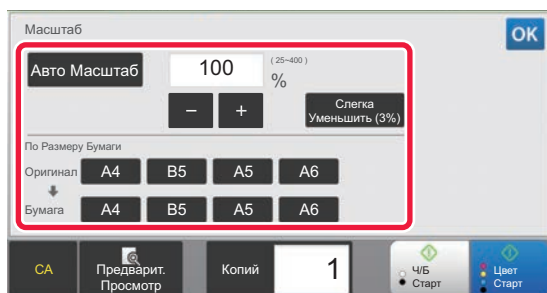 Масштаб
OK
Авто Масштаб
100
(25~400)
%
−
+
Слегка
Уменьшить (3%)
По Размеру Бумаги
Оригинал A4 B5 A5 A6
Бумага A4 B5 A5 A6
CA
Предварит.
Просмотр
Копий
1
Ч/Б
Старт
Цвет
Старт